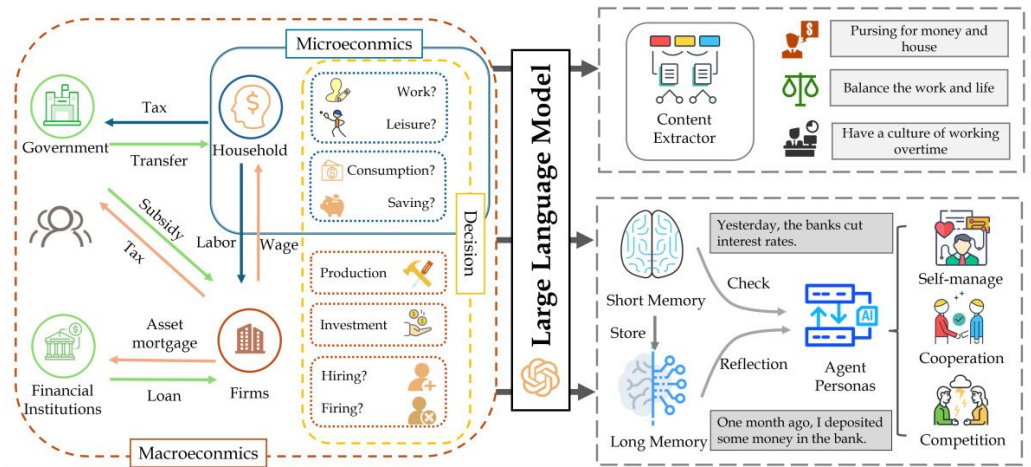 Microeconmics
Government
Tax
Transfer
Household
Work?
Leisure?
Consumption?
Saving?
Decision
Subsidy
Tax
Labor
Wage
Production
Investment
Hiring?
Firing?
Asset
mortgage
Loan
Financial
Institutions
Firms
Macroeconmics
Large Language Model
Content
Extractor
Pursing for money and
house
Balance the work and life
Have a culture of working
overtime
Short Memory
Store
Long Memory
Yesterday, the banks cut
interest rates.
Check
Reflection
AI
Agent
Personas
One month ago, I deposited
some money in the bank.
Self-manage
Cooperation
Competition